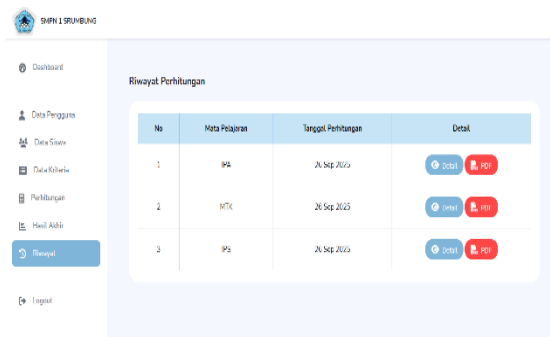 SMPN 1 SRUMBUNG
Dashboard
Data Pengguna
Data Siswa
Data Kriteria
Perhitungan
Hasil Akhir
Riwayat
Logout
Riwayat Perhitungan
No Mata Pelajaran Tanggal Perhitungan Detail
1 IPA 26 Sep 2025 Detail PDF
2 MTK 26 Sep 2025 Detail PDF
3 IPS 26 Sep 2025 Detail PDF